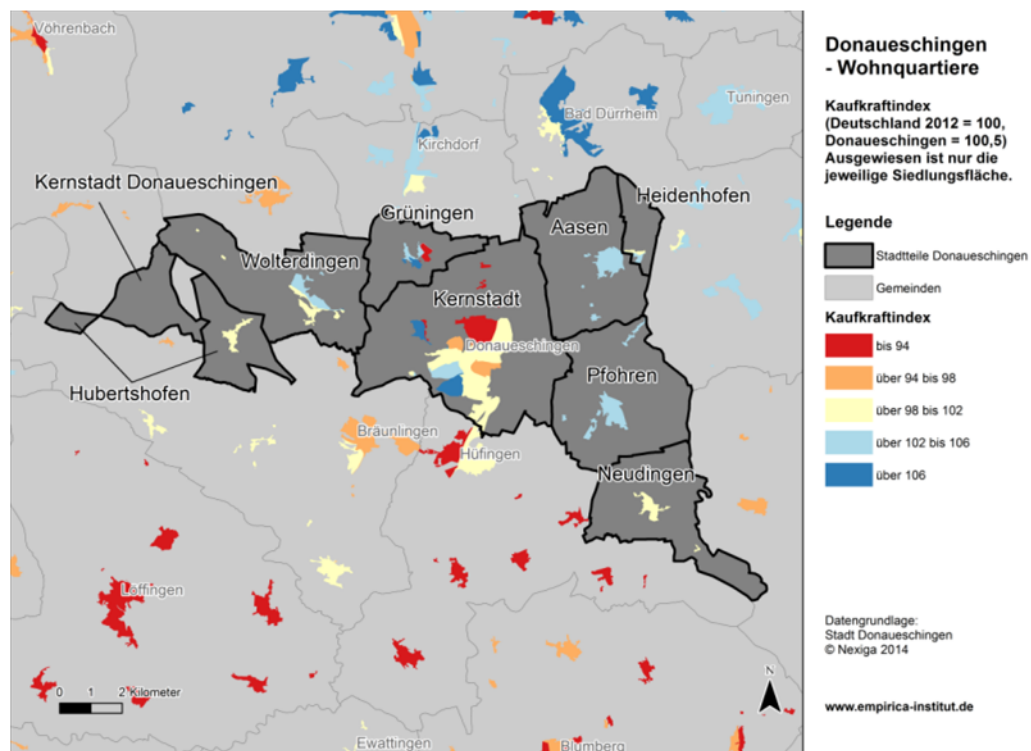 Vöhrenbach
Tuningen
Bad Dürrheim
Kirchdorf
Kernstadt Donaueschingen
Grüningen
Heidenhofen
Aasen
Wolterdingen
Kernstadt
Donaueschingen
Pfohren
Hubertshofen
Bräunlingen
Hüfingen
Neudingen
Löffingen
0 1 2 Kilometer
N
Ewattingen
Blumberg
Donaueschingen
- Wohnquartiere
Kaufkraftindex
(Deutschland 2012 = 100,
Donaueschingen = 100,5)
Ausgewiesen ist nur die
jeweilige Siedlungsfläche.
Legende
Stadtteile Donaueschingen
Gemeinden
Kaufkraftindex
bis 94
über 94 bis 98
über 98 bis 102
über 102 bis 106
über 106
Datengrundlage:
Stadt Donaueschingen
© Nexiga 2014
www.empirica-institut.de